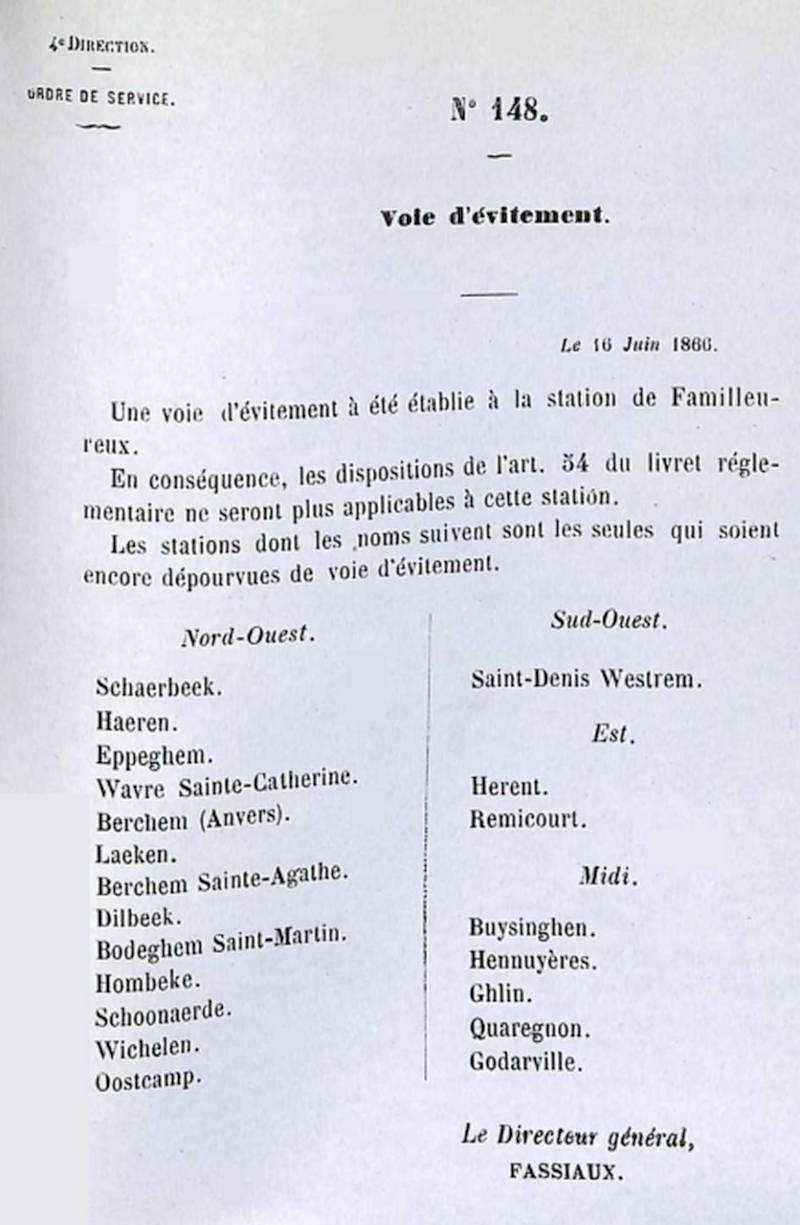 4e DIRECTION.
ORDRE DE SERVICE.
N° 148.
Voie d'évitement.
Le 16 Juin 1866.
Une voie d'évitement à été établie à la station de Familleu-
reux.
En conséquence, les dispositions de l'art. 54 du livret régle-
mentaire ne seront plus applicables à cette station.
Les stations dont les noms suivent sont les seules qui soient
encore dépourvues de voie d'évitement.
Nord-Ouest.
Schaerbeek.
Haeren.
Eppeghem.
Wavre Sainte-Catherine.
Berchem (Anvers).
Laeken.
Berchem Sainte-Agathe.
Dilbeek.
Bodeghem Saint-Martin.
Hombeke.
Schoonaerde.
Wichelen.
Oostcamp.
Sud-Ouest.
Saint-Denis Westrem.
Est.
Herent.
Remicourt.
Midi.
Buysinghen.
Hennuyères.
Ghlin.
Quaregnon.
Godarville.
Le Directeur général,
FASSIAUX.